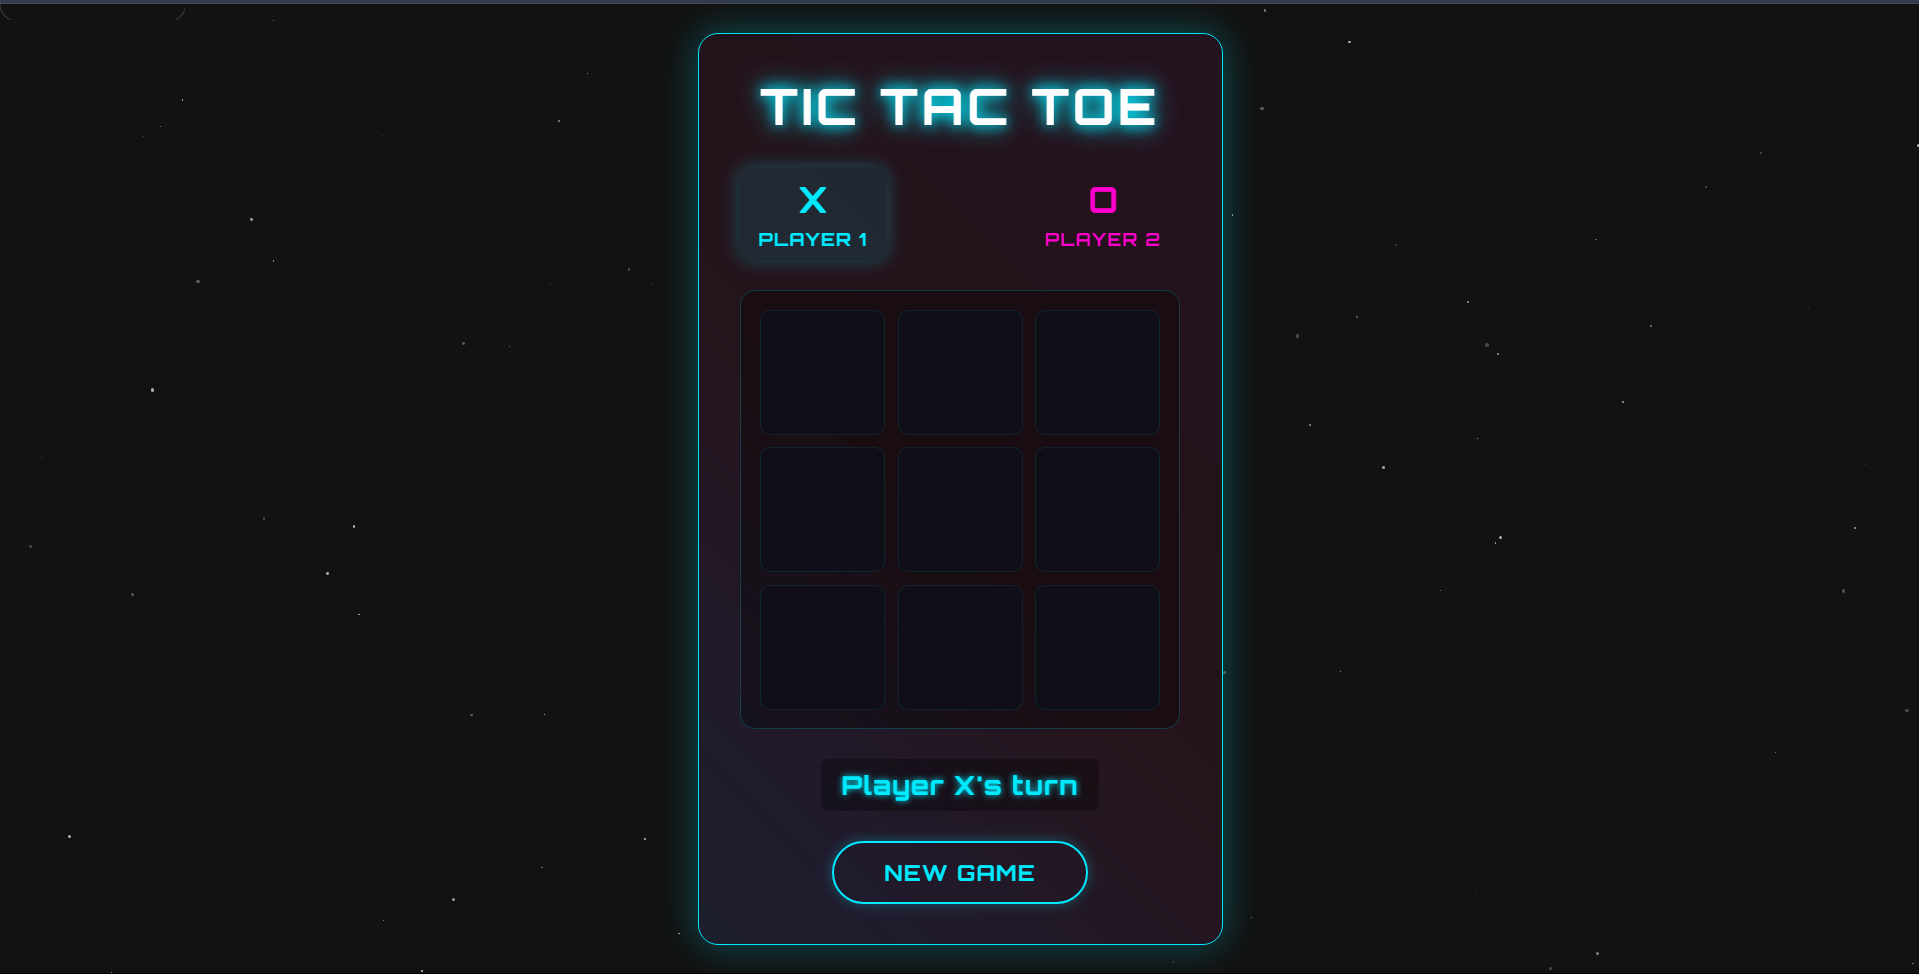 TIC TAC TOE
X
PLAYER 1
O
PLAYER 2
Player X's turn
NEW GAME